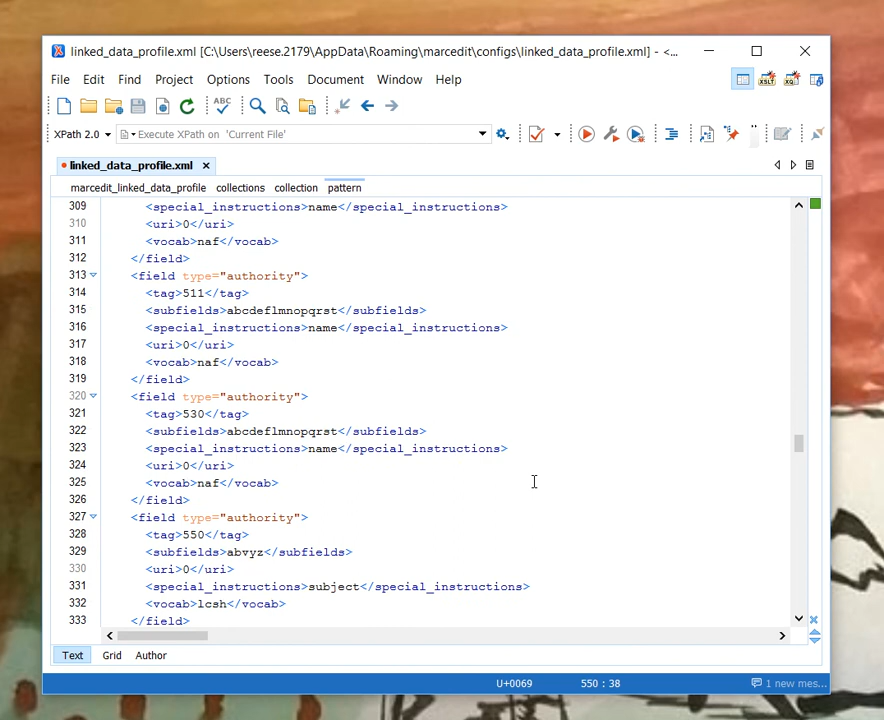 linked_data_profile.xml [C:\Users\reese.2179\AppData\Roaming\marcedit\configs\linked_data_profile.xml] - <...
File Edit Find Project Options Tools Document Window Help
XPath 2.0 Execute XPath on 'Current File'
linked_data_profile.xml
marcedit_linked_data_profile collections collection pattern
309 <special_instructions>name</special_instructions>
310 <uri>0</uri>
311 <vocab>naf</vocab>
312 </field>
313 <field type="authority">
314 <tag>511</tag>
315 <subfields>abcdeflmnopqrst</subfields>
316 <special_instructions>name</special_instructions>
317 <uri>0</uri>
318 <vocab>naf</vocab>
319 </field>
320 <field type="authority">
321 <tag>530</tag>
322 <subfields>abcdeflmnopqrst</subfields>
323 <special_instructions>name</special_instructions>
324 <uri>0</uri>
325 <vocab>naf</vocab>
326 </field>
327 <field type="authority">
328 <tag>550</tag>
329 <subfields>abvyz</subfields>
330 <uri>0</uri>
331 <special_instructions>subject</special_instructions>
332 <vocab>lcsh</vocab>
333 </field>
Text Grid Author
U+0069 550 : 38 1 new mes...